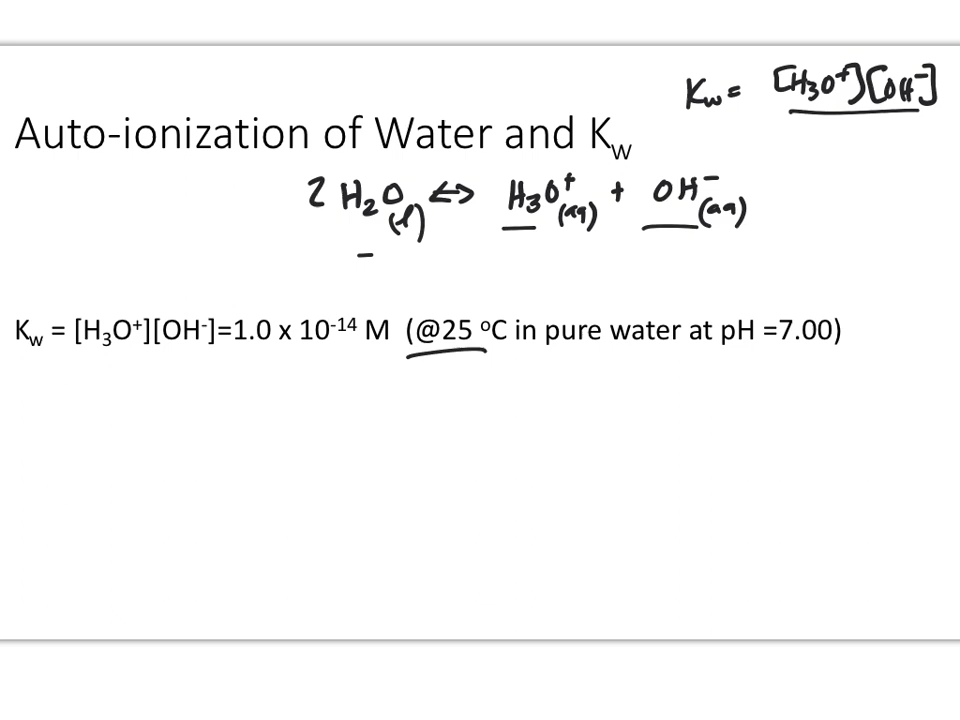 Kw = [H3O⁺][OH⁻]
Auto-ionization of Water and Kw
2 H2O(l) <=> H3O⁺(aq) + OH⁻(aq)
Kw = [H3O⁺][OH⁻]=1.0 x 10⁻¹⁴ M (@25 ᵒC in pure water at pH =7.00)